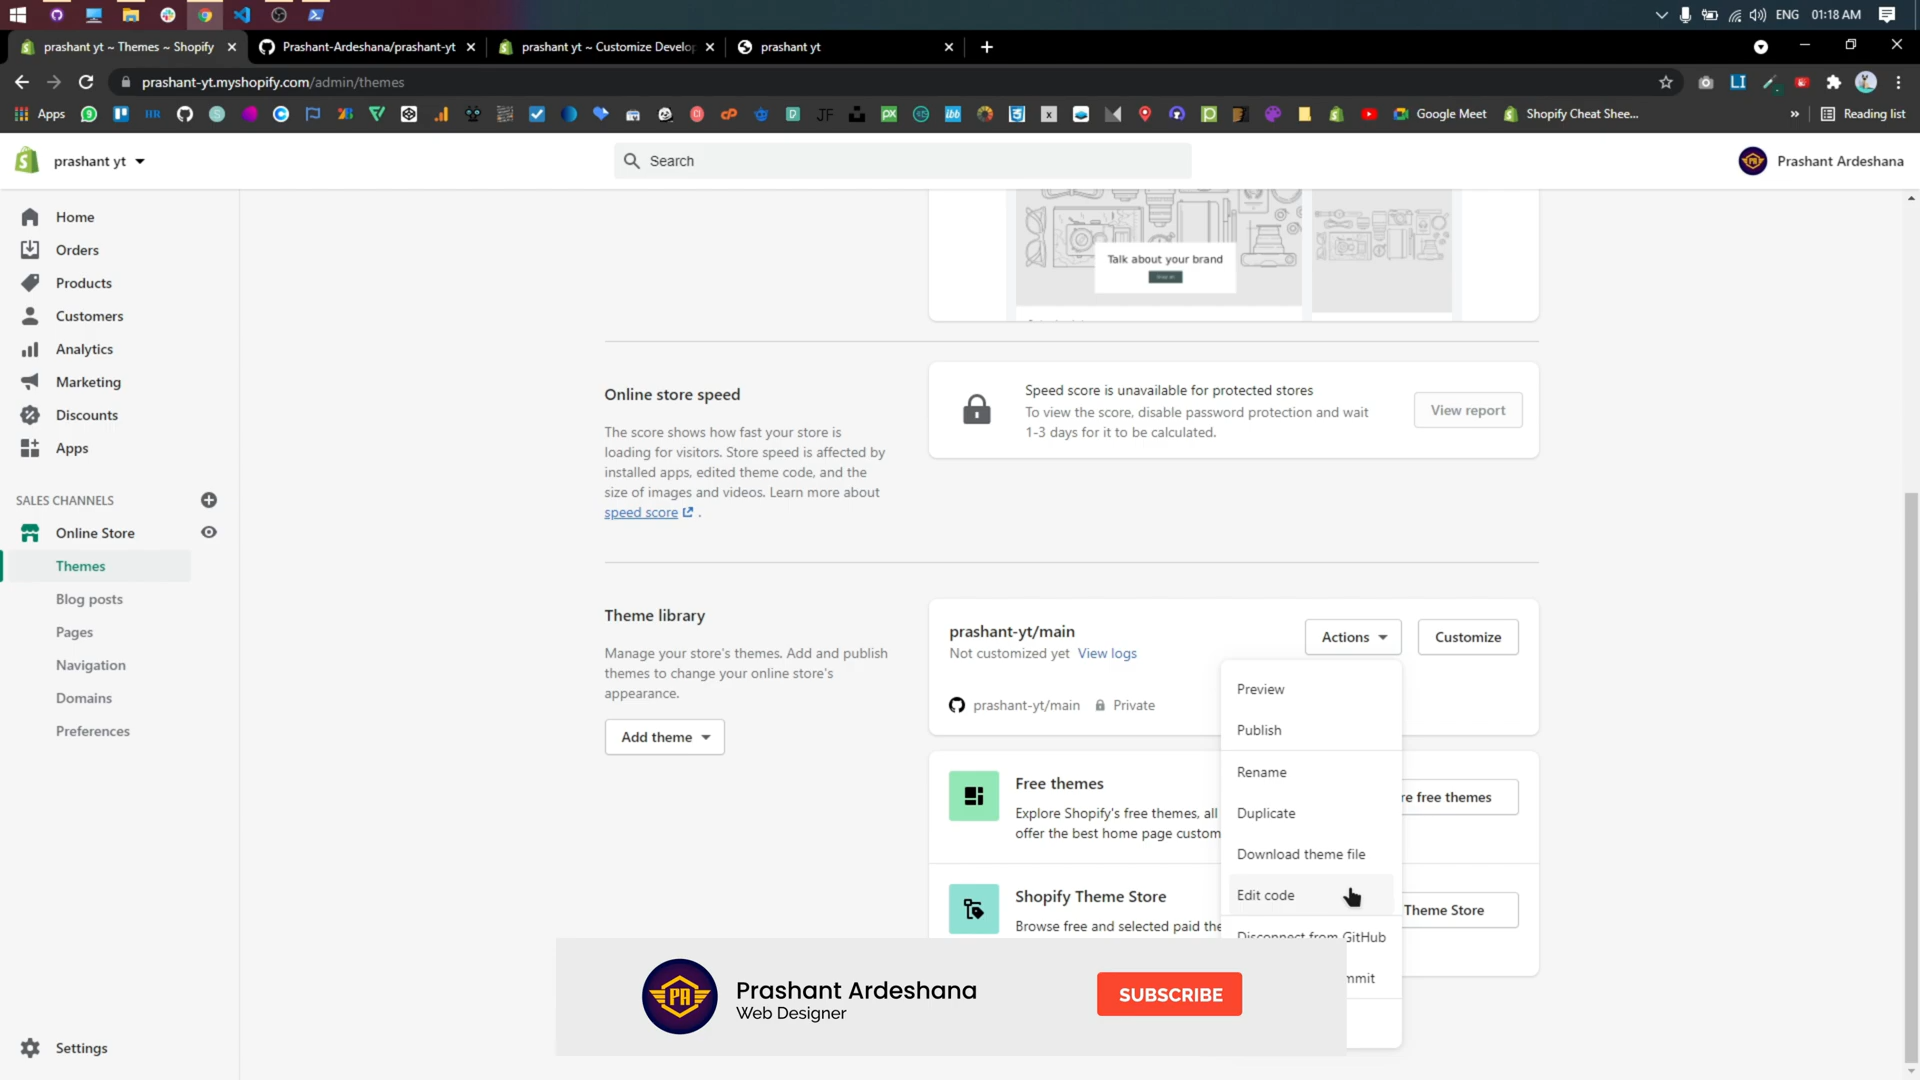 ENG 01:18 AM
prashant yt ~ Themes ~ Shopify
Prashant-Ardeshana/prashant-yt
prashant yt ~ Customize Develop
prashant yt
prashant-yt.myshopify.com/admin/themes
Apps
Google Meet
Shopify Cheat Shee...
Reading list
prashant yt
Search
Prashant Ardeshana
Home
Orders
Products
Customers
Analytics
Marketing
Discounts
Apps
SALES CHANNELS
Online Store
Themes
Blog posts
Pages
Navigation
Domains
Preferences
Settings
Talk about your brand
Online store speed
The score shows how fast your store is
loading for visitors. Store speed is affected by
installed apps, edited theme code, and the
size of images and videos. Learn more about
speed score .
Speed score is unavailable for protected stores
To view the score, disable password protection and wait
1-3 days for it to be calculated.
View report
Theme library
Manage your store's themes. Add and publish
themes to change your online store's
appearance.
Add theme
prashant-yt/main
Not customized yet View logs
prashant-yt/main Private
Actions
Customize
Preview
Publish
Rename
Duplicate
Download theme file
Edit code
Disconnect from GitHub
mmit
Free themes
Explore Shopify's free themes, all
offer the best home page custom
re free themes
Shopify Theme Store
Browse free and selected paid the
Theme Store
PA
Prashant Ardeshana
Web Designer
SUBSCRIBE